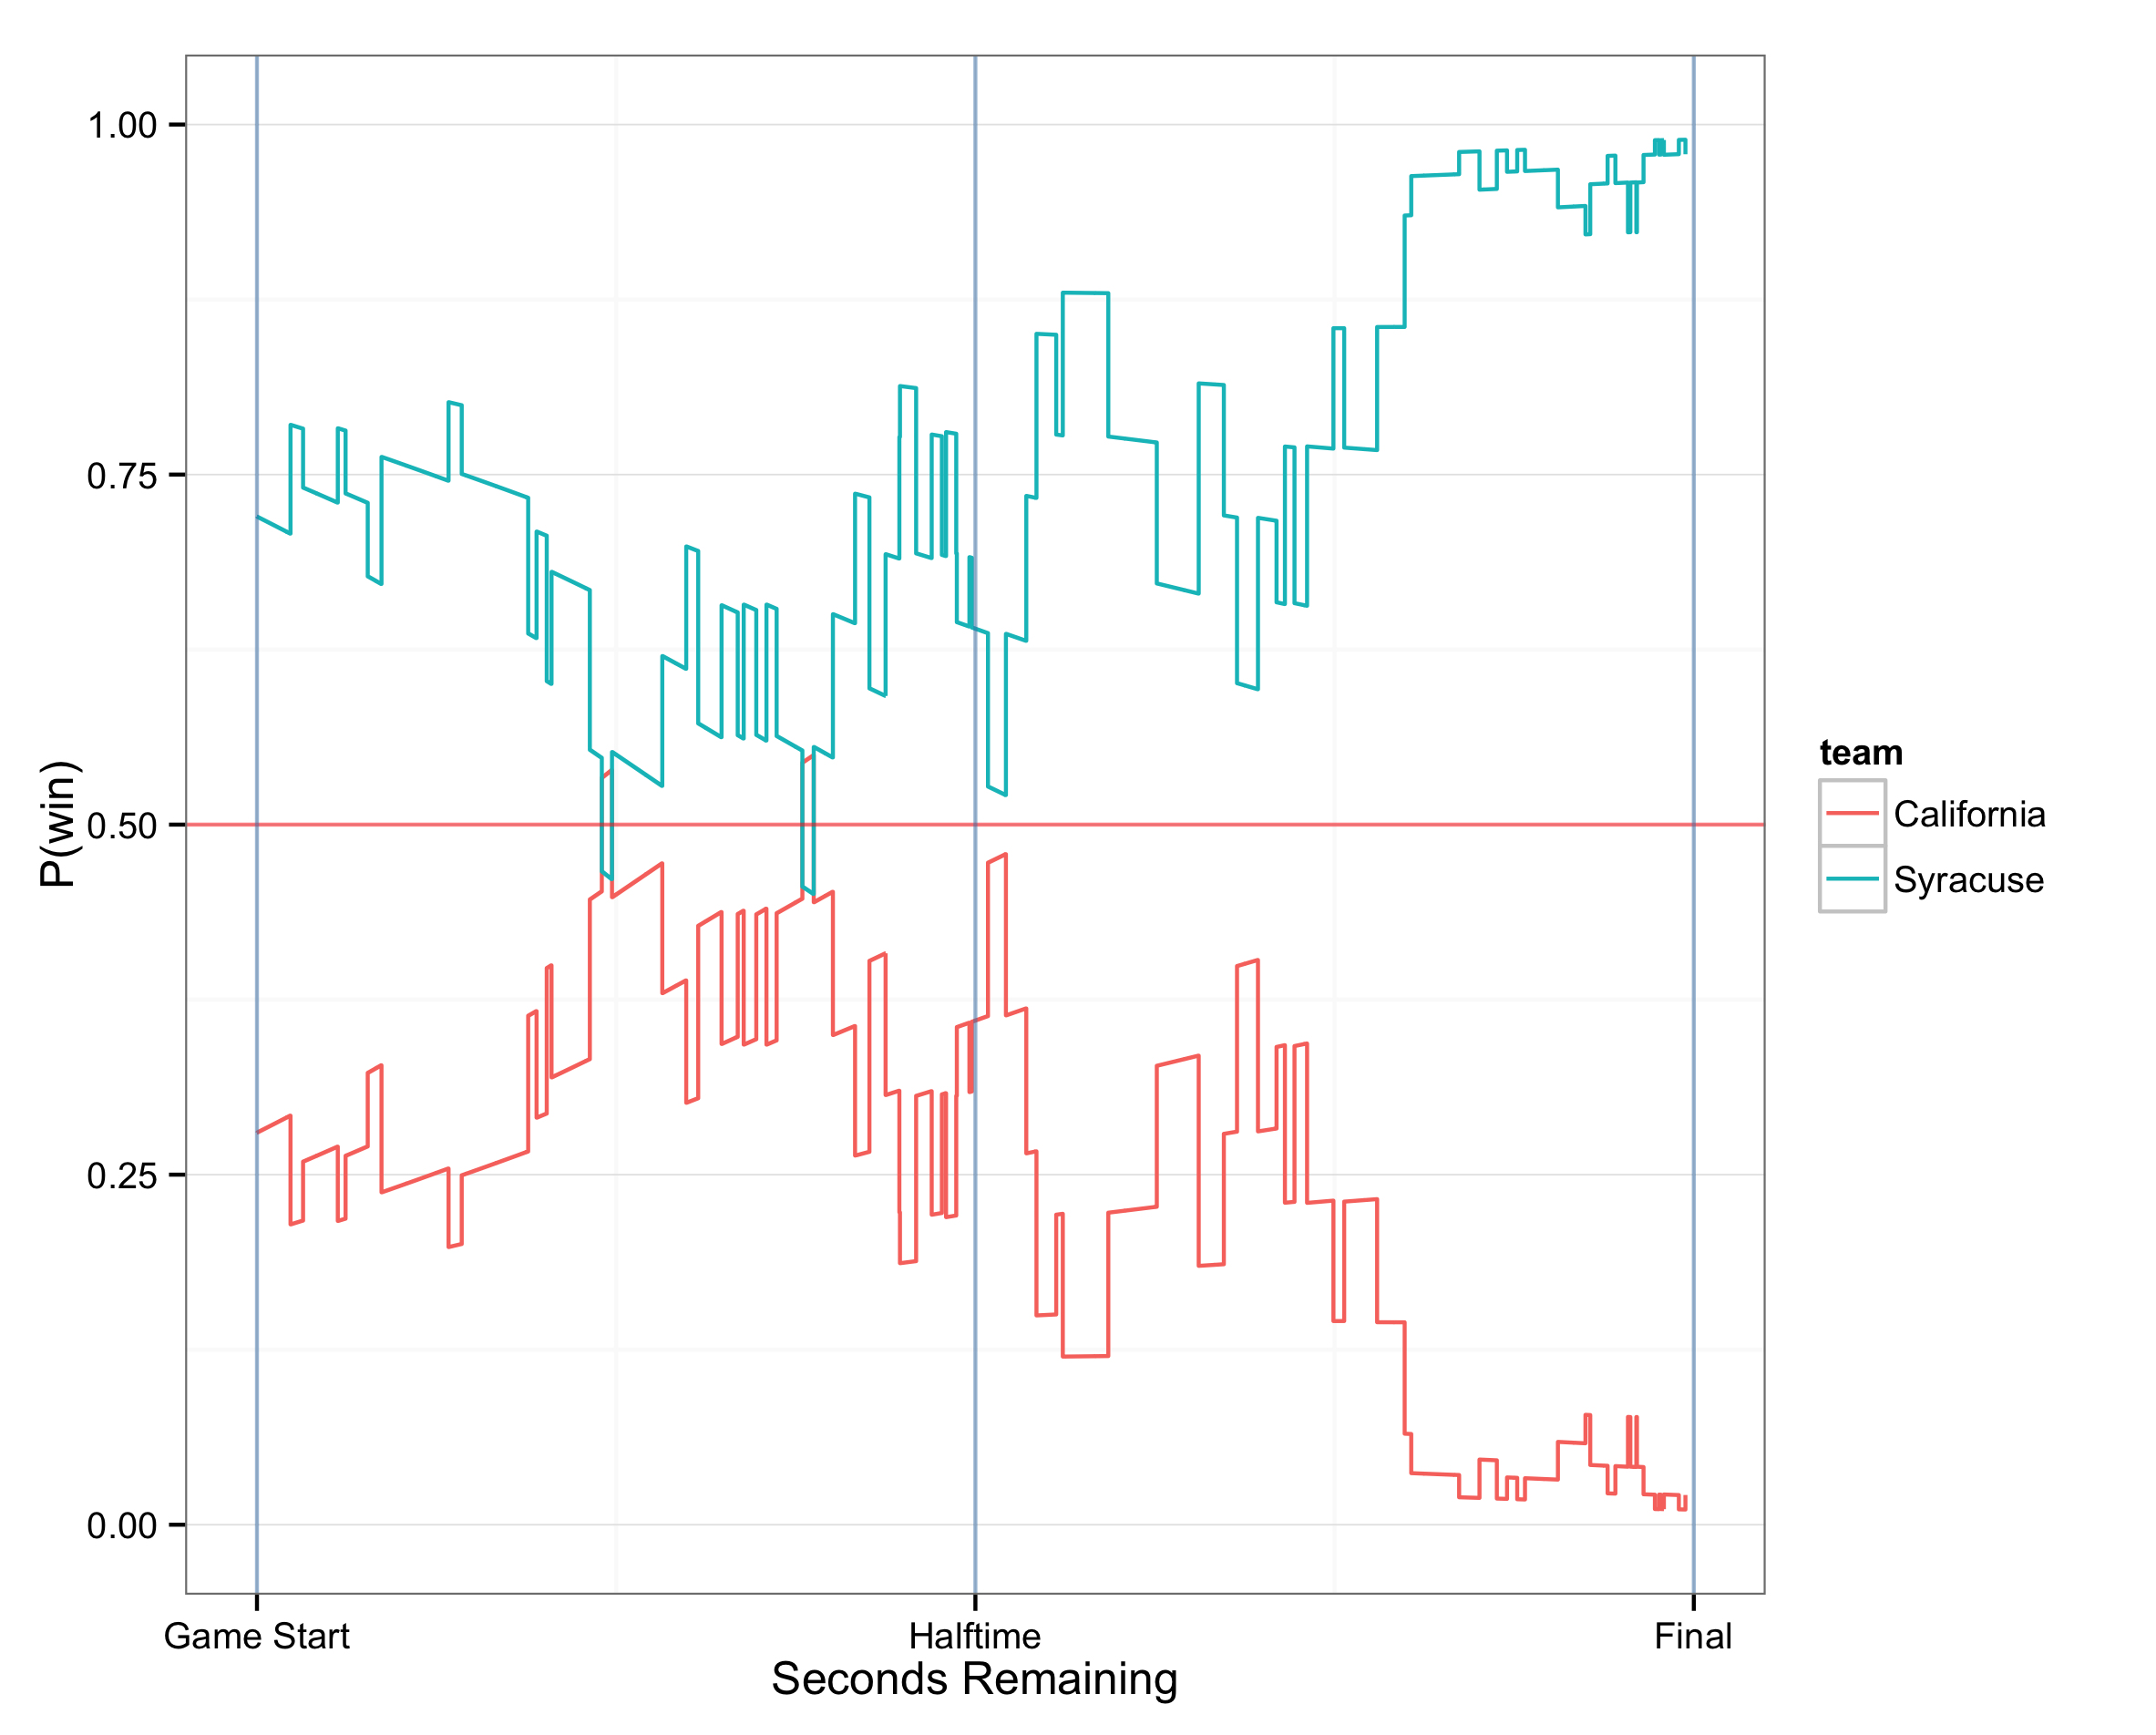 P(win)
1.00
0.75
0.50
0.25
0.00
Game Start
Halftime
Final
Seconds Remaining
team
California
Syracuse